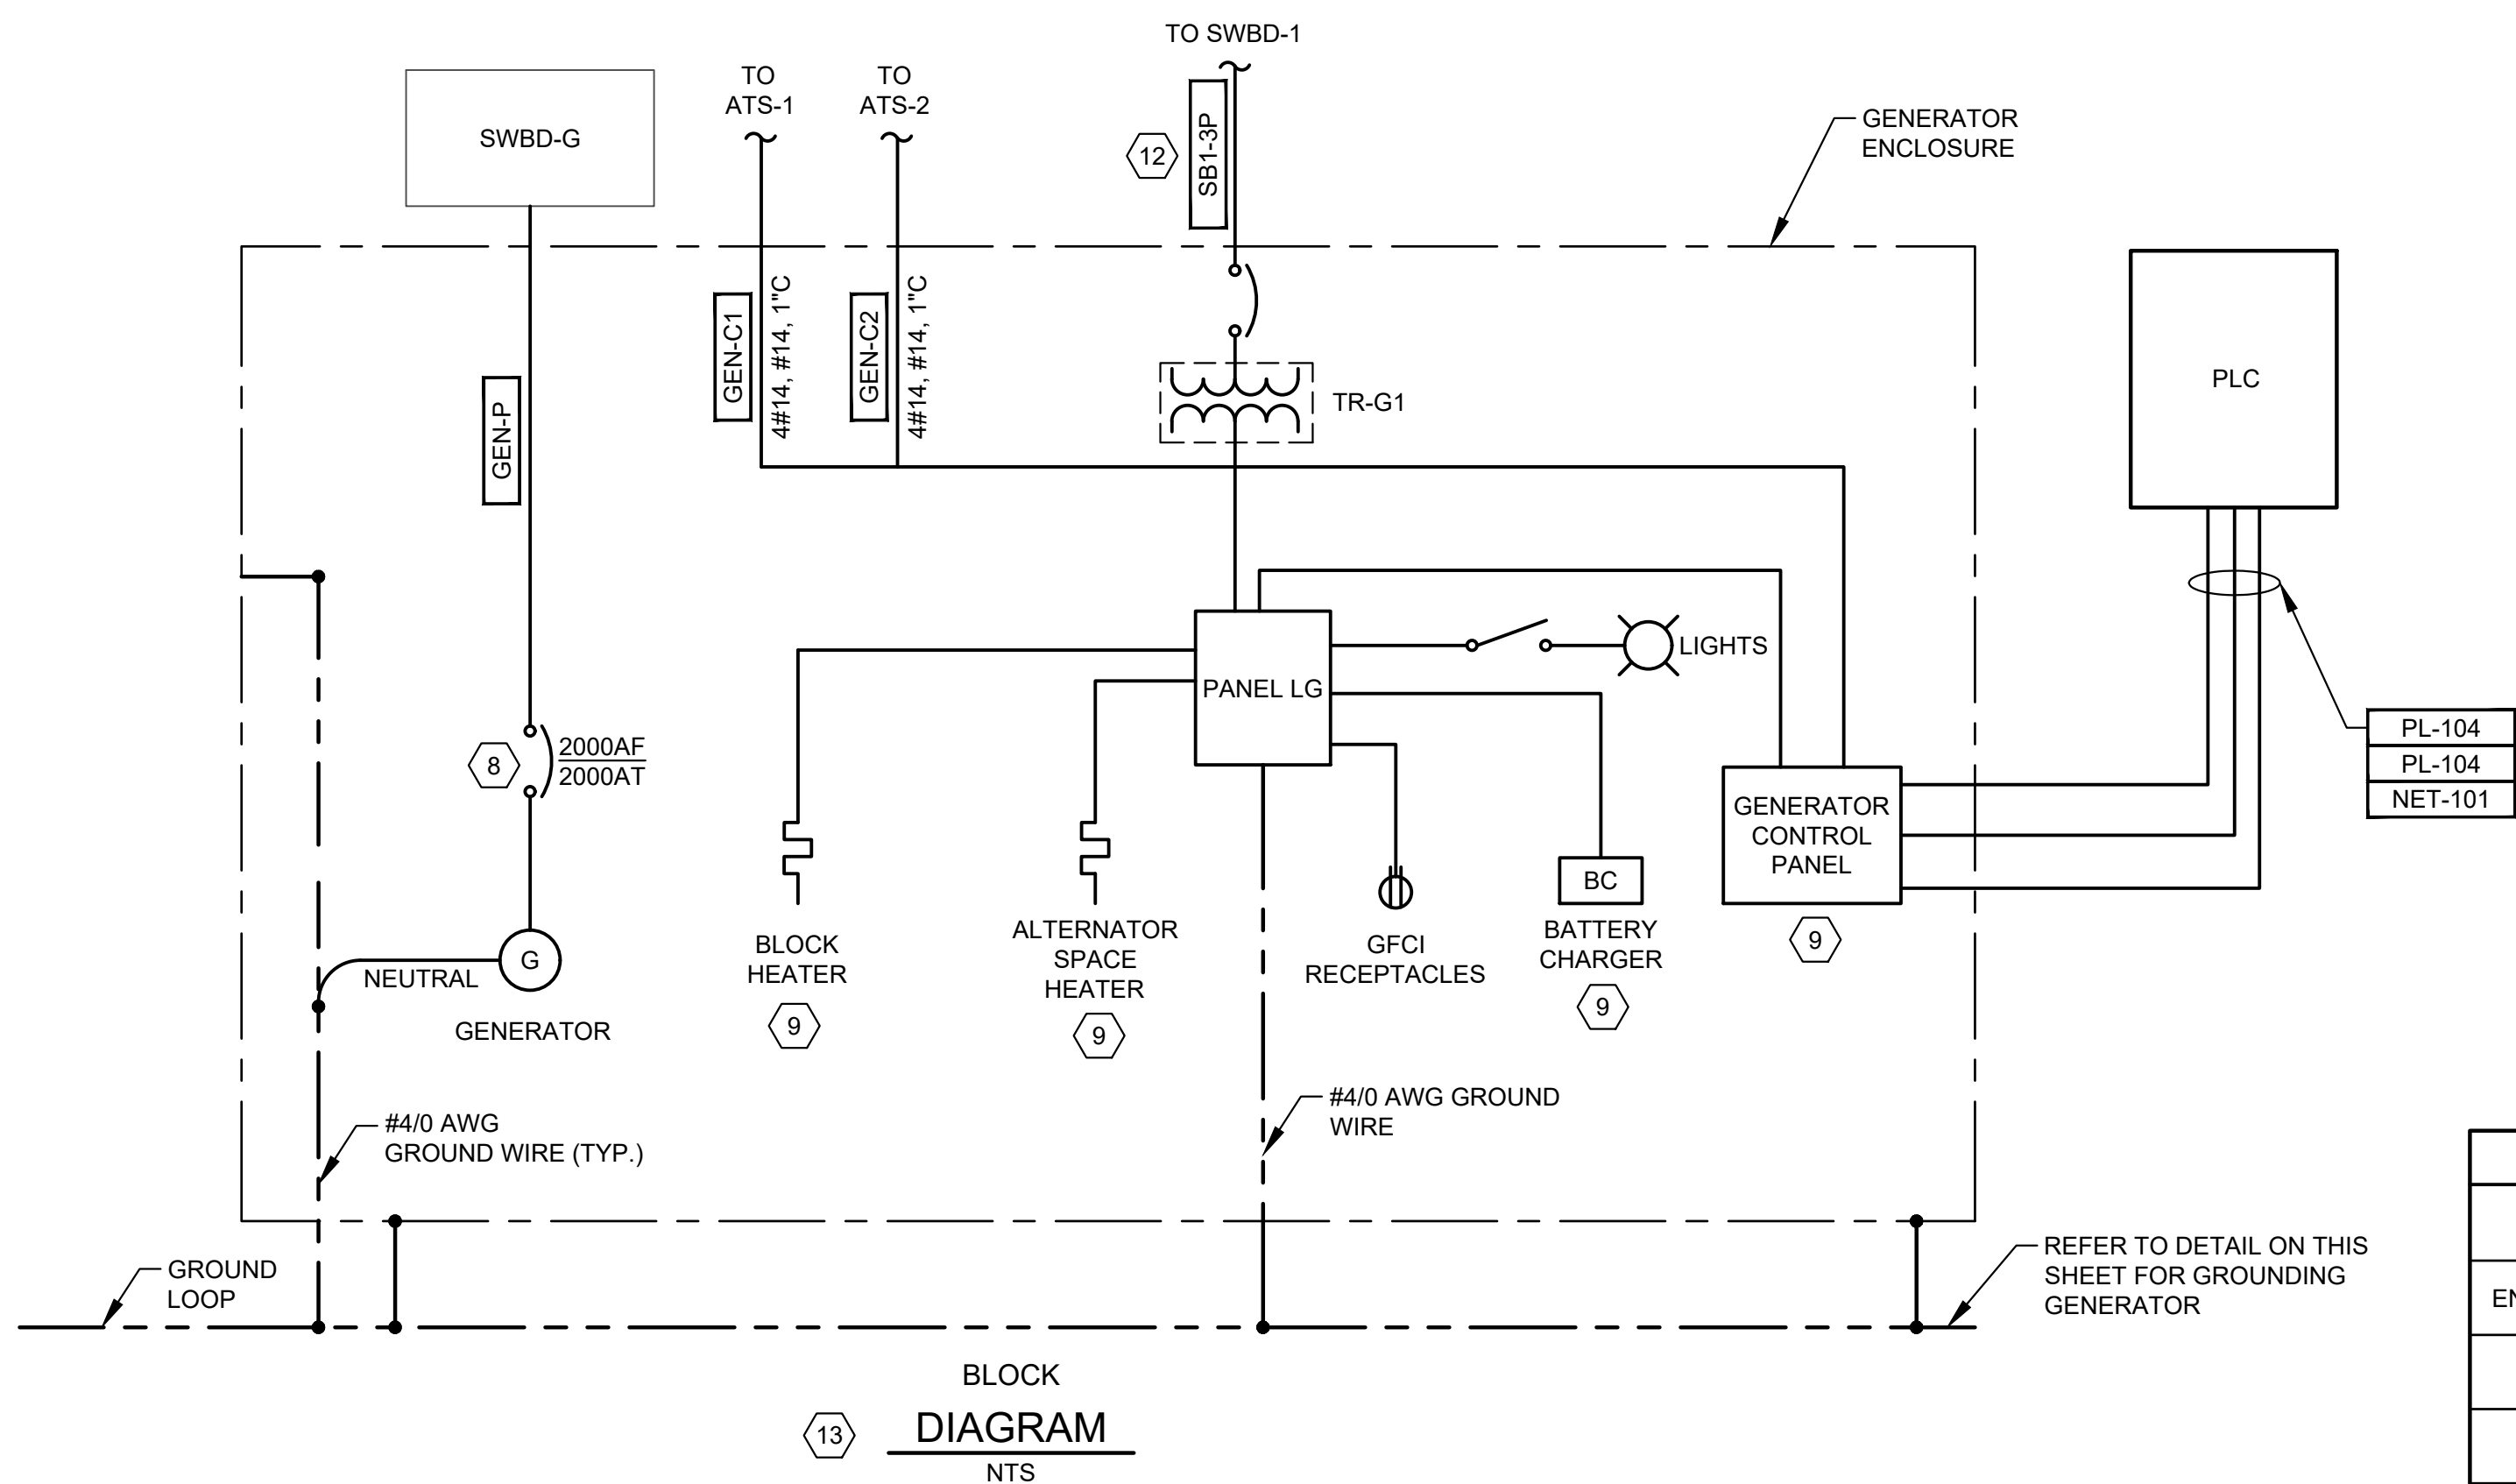 TO SWBD-1
TO
ATS-1
TO
ATS-2
SWBD-G
12
SB1-3P
GENERATOR
ENCLOSURE
GEN-P
GEN-C1
4#14, #14, 1"C
GEN-C2
4#14, #14, 1"C
TR-G1
PLC
LIGHTS
PANEL LG
8
2000AF
2000AT
PL-104
PL-104
NET-101
GENERATOR
CONTROL
PANEL
9
G
NEUTRAL
GENERATOR
BLOCK
HEATER
9
ALTERNATOR
SPACE
HEATER
9
GFCI
RECEPTACLES
BC
BATTERY
CHARGER
9
#4/0 AWG
GROUND WIRE (TYP.)
#4/0 AWG GROUND
WIRE
GROUND
LOOP
REFER TO DETAIL ON THIS
SHEET FOR GROUNDING
GENERATOR
BLOCK
13
DIAGRAM
NTS